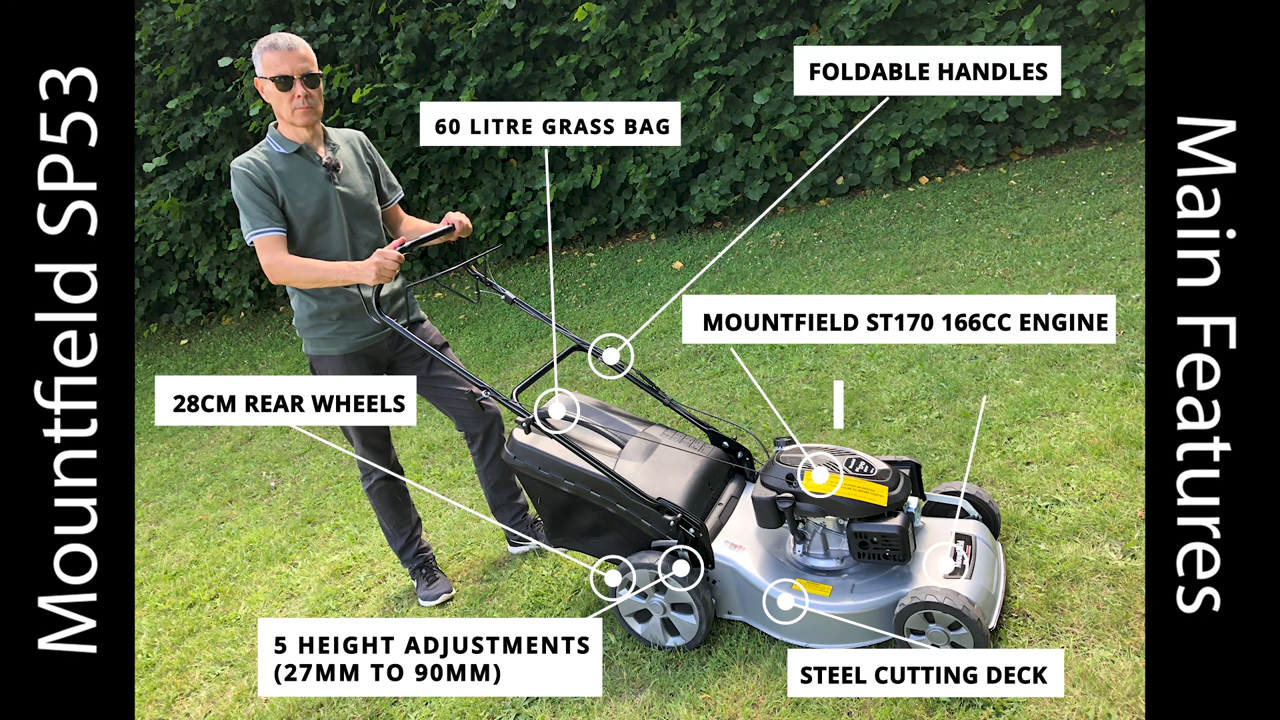 Mountfield SP53
FOLDABLE HANDLES
60 LITRE GRASS BAG
MOUNTFIELD ST170 166CC ENGINE
28CM REAR WHEELS
5 HEIGHT ADJUSTMENTS
(27MM TO 90MM)
STEEL CUTTING DECK
Main Features